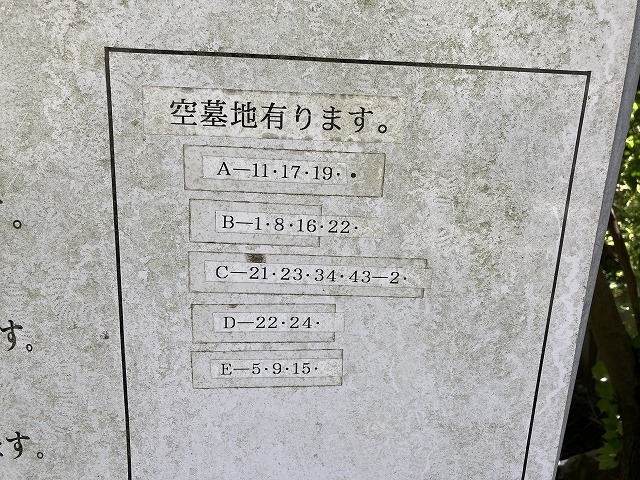 空墓地有ります。
A—11・17・19・・
B—1・8・16・22・
C—21・23・34・43—2・
D—22・24・
E—5・9・15・
。
す。
ます。